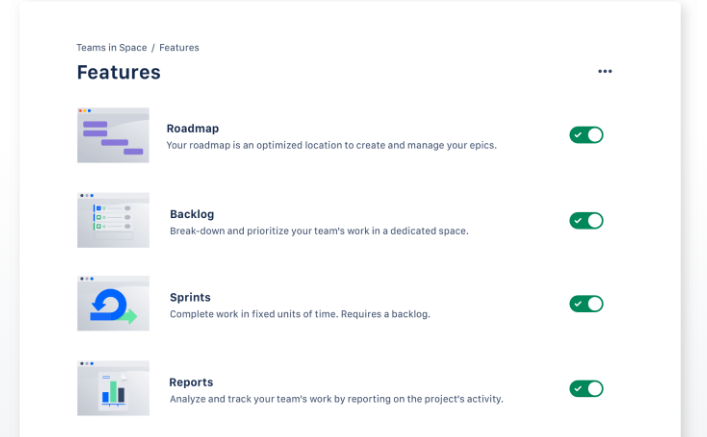 Teams in Space / Features
Features
Roadmap
Your roadmap is an optimized location to create and manage your epics.
Backlog
Break-down and prioritize your team's work in a dedicated space.
Sprints
Complete work in fixed units of time. Requires a backlog.
Reports
Analyze and track your team's work by reporting on the project's activity.